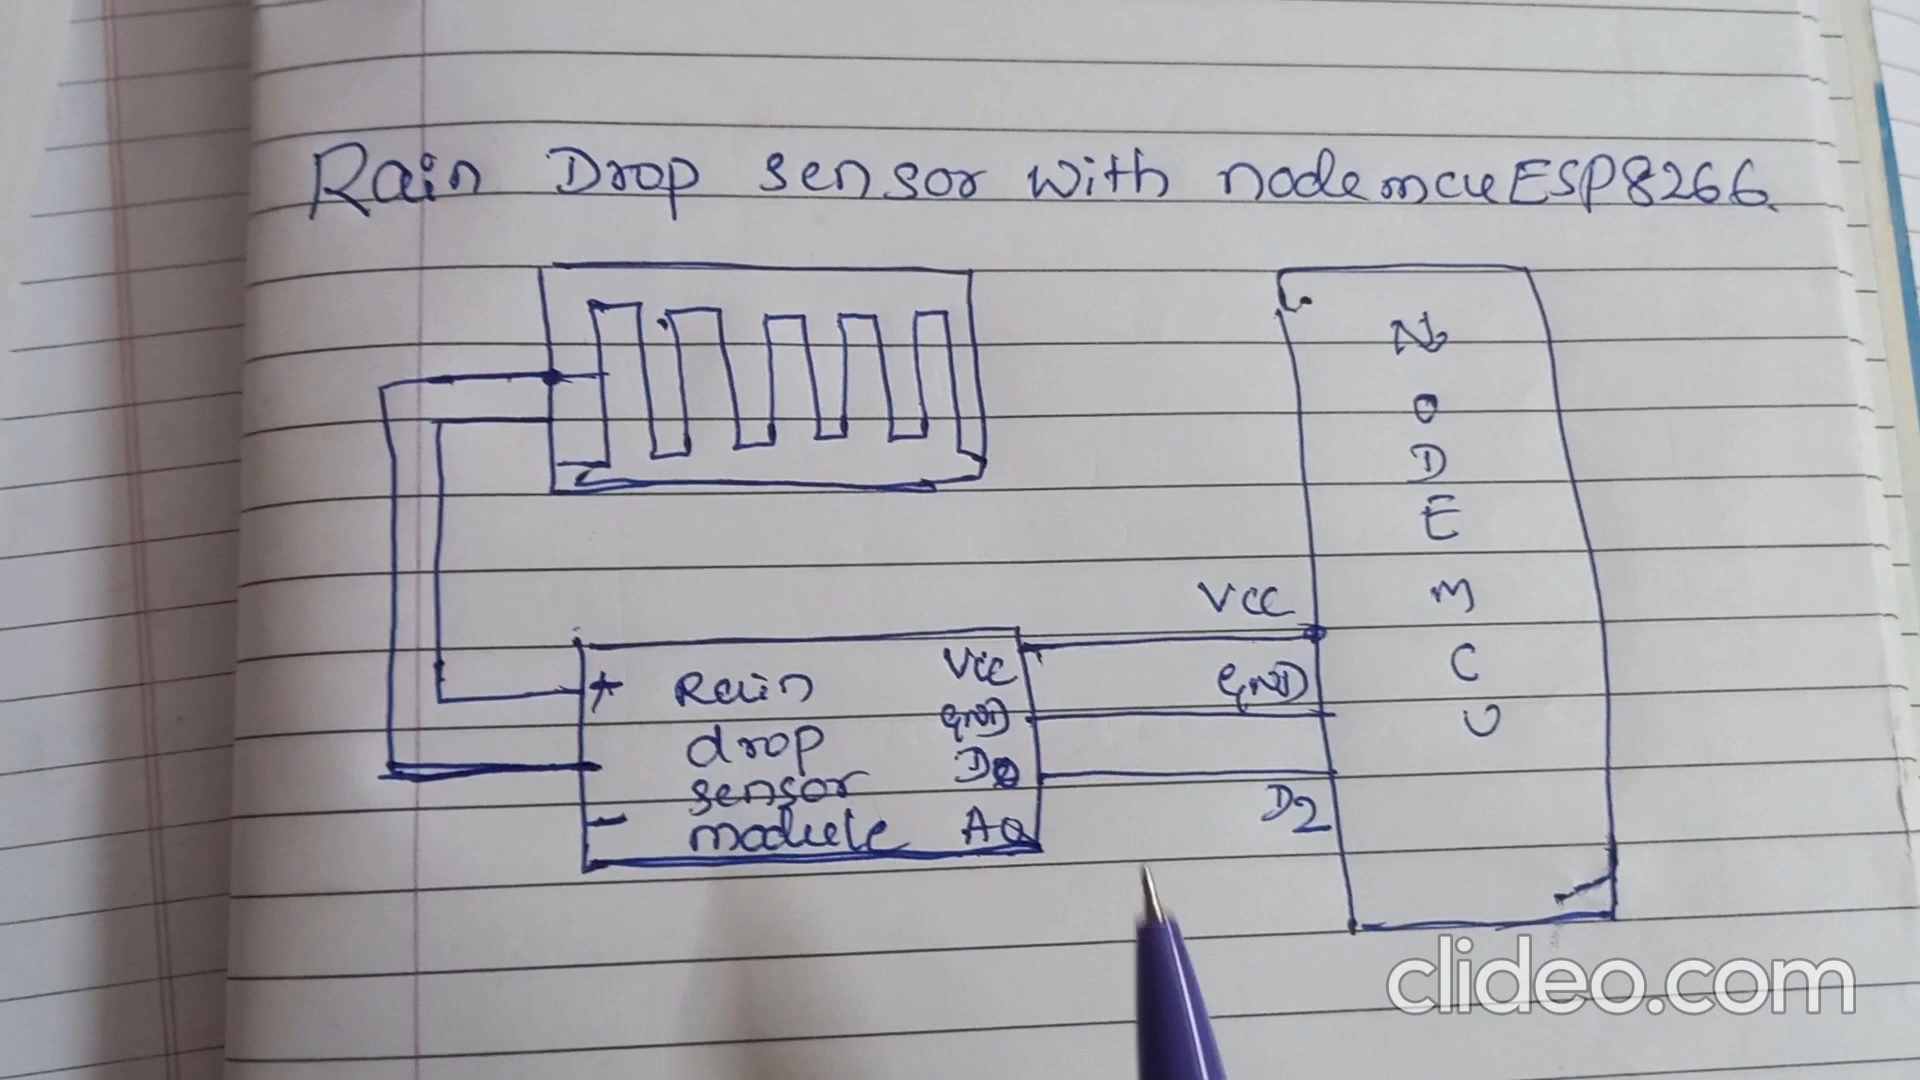 Rain Drop sensor with nodemcu ESP8266
N
O
D
E
M
C
U
VCC
GND
D2
+ Rain VCC
drop GND
sensor D0
- module A0
clideo.com